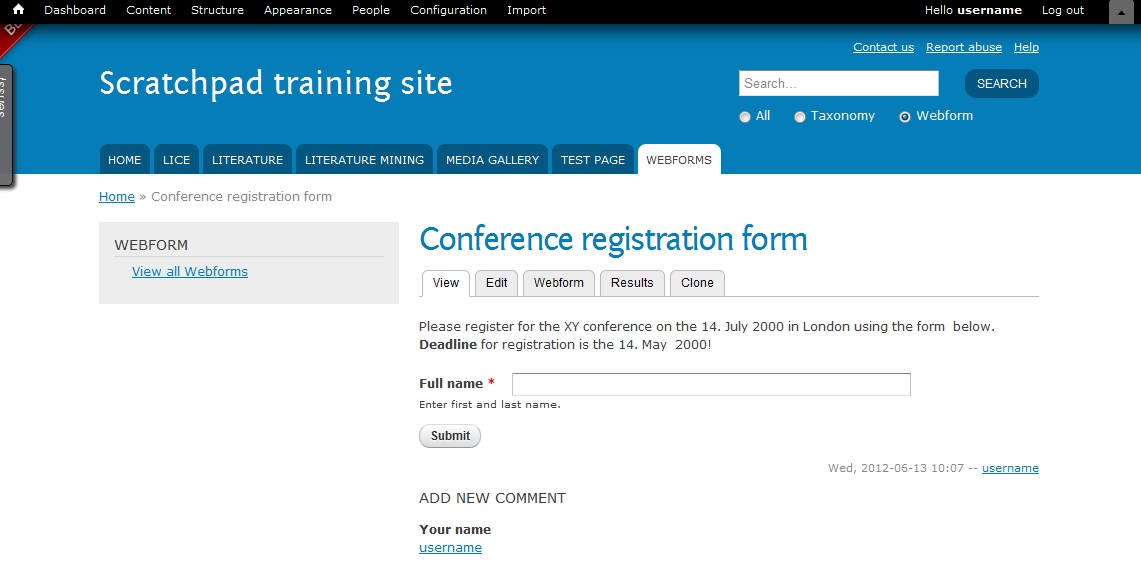 Dashboard Content Structure Appearance People Configuration Import Hello username Log out
Contact us Report abuse Help
Scratchpad training site
Search... SEARCH
All Taxonomy Webform
HOME LICE LITERATURE LITERATURE MINING MEDIA GALLERY TEST PAGE WEBFORMS
Home » Conference registration form
WEBFORM
View all Webforms
Conference registration form
View Edit Webform Results Clone
Please register for the XY conference on the 14. July 2000 in London using the form below.
Deadline for registration is the 14. May 2000!
Full name *
Enter first and last name.
Submit
Wed, 2012-06-13 10:07 -- username
ADD NEW COMMENT
Your name
username